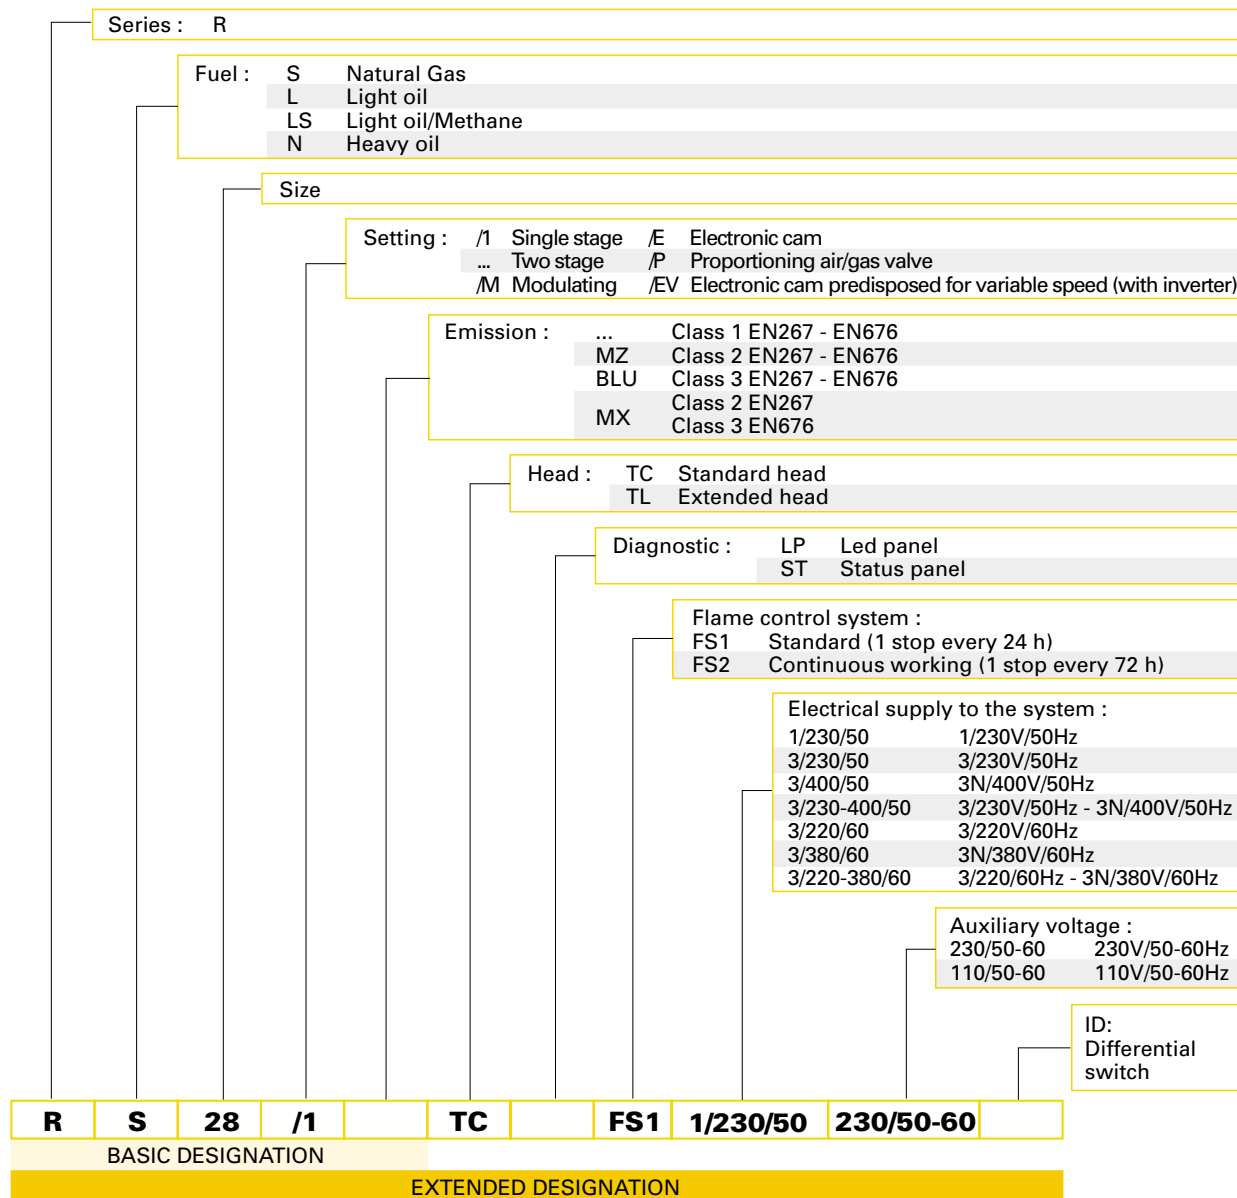 Series : R
Fuel : S Natural Gas
L Light oil
LS Light oil/Methane
N Heavy oil
Size
Setting : /1 Single stage /E Electronic cam
... Two stage /P Proportioning air/gas valve
/M Modulating /EV Electronic cam predisposed for variable speed (with inverter)
Emission : ... Class 1 EN267 - EN676
MZ Class 2 EN267 - EN676
BLU Class 3 EN267 - EN676
MX Class 2 EN267
Class 3 EN676
Head : TC Standard head
TL Extended head
Diagnostic : LP Led panel
ST Status panel
Flame control system :
FS1 Standard (1 stop every 24 h)
FS2 Continuous working (1 stop every 72 h)
Electrical supply to the system :
1/230/50 1/230V/50Hz
3/230/50 3/230V/50Hz
3/400/50 3N/400V/50Hz
3/230-400/50 3/230V/50Hz - 3N/400V/50Hz
3/220/60 3/220V/60Hz
3/380/60 3N/380V/60Hz
3/220-380/60 3/220/60Hz - 3N/380V/60Hz
Auxiliary voltage :
230/50-60 230V/50-60Hz
110/50-60 110V/50-60Hz
ID:
Differential
switch
R S 28 /1 TC FS1 1/230/50 230/50-60
BASIC DESIGNATION
EXTENDED DESIGNATION